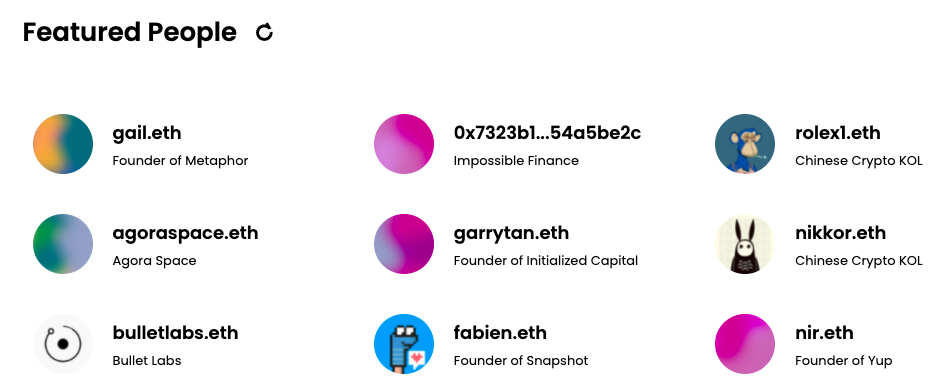 Featured People
gail.eth
Founder of Metaphor
0x7323b1...54a5be2c
Impossible Finance
rolex1.eth
Chinese Crypto KOL
agoraspace.eth
Agora Space
garrytan.eth
Founder of Initialized Capital
nikkor.eth
Chinese Crypto KOL
bulletlabs.eth
Bullet Labs
fabien.eth
Founder of Snapshot
nir.eth
Founder of Yup